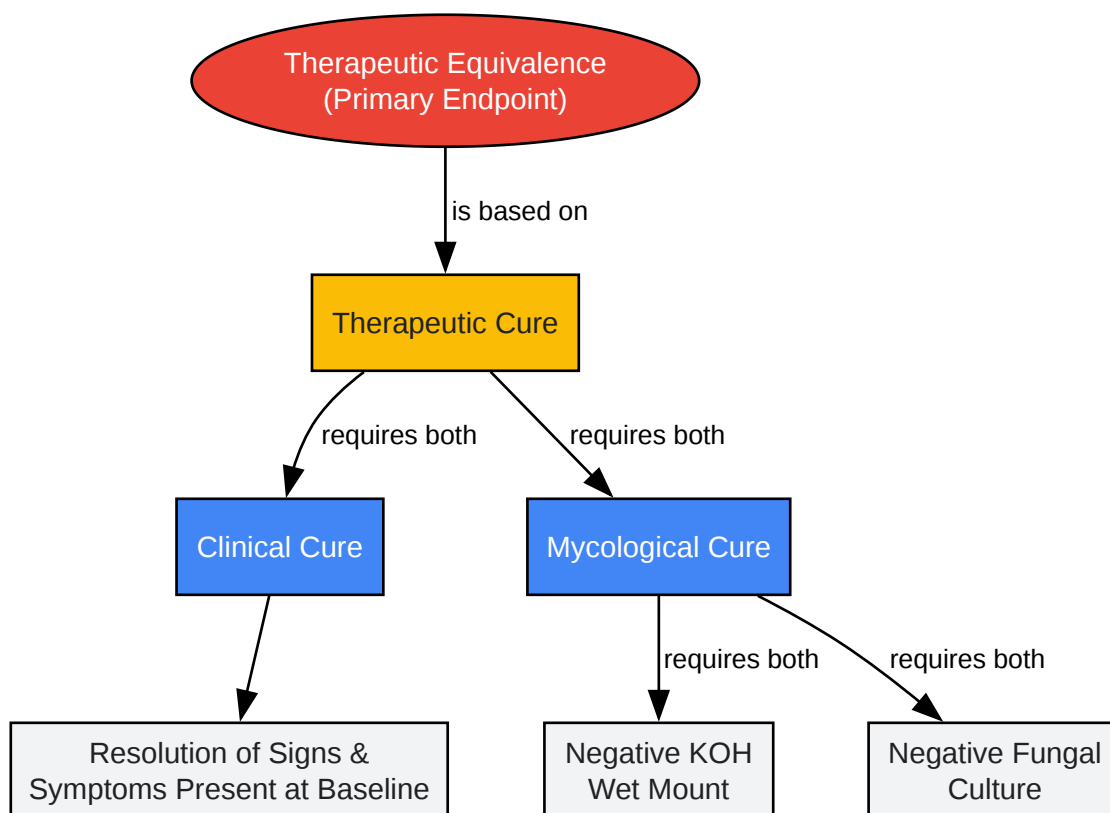 Therapeutic Equivalence
(Primary Endpoint)
is based on
Therapeutic Cure
requires both
requires both
Clinical Cure
Mycological Cure
requires both
requires both
Resolution of Signs &
Symptoms Present at Baseline
Negative KOH
Wet Mount
Negative Fungal
Culture